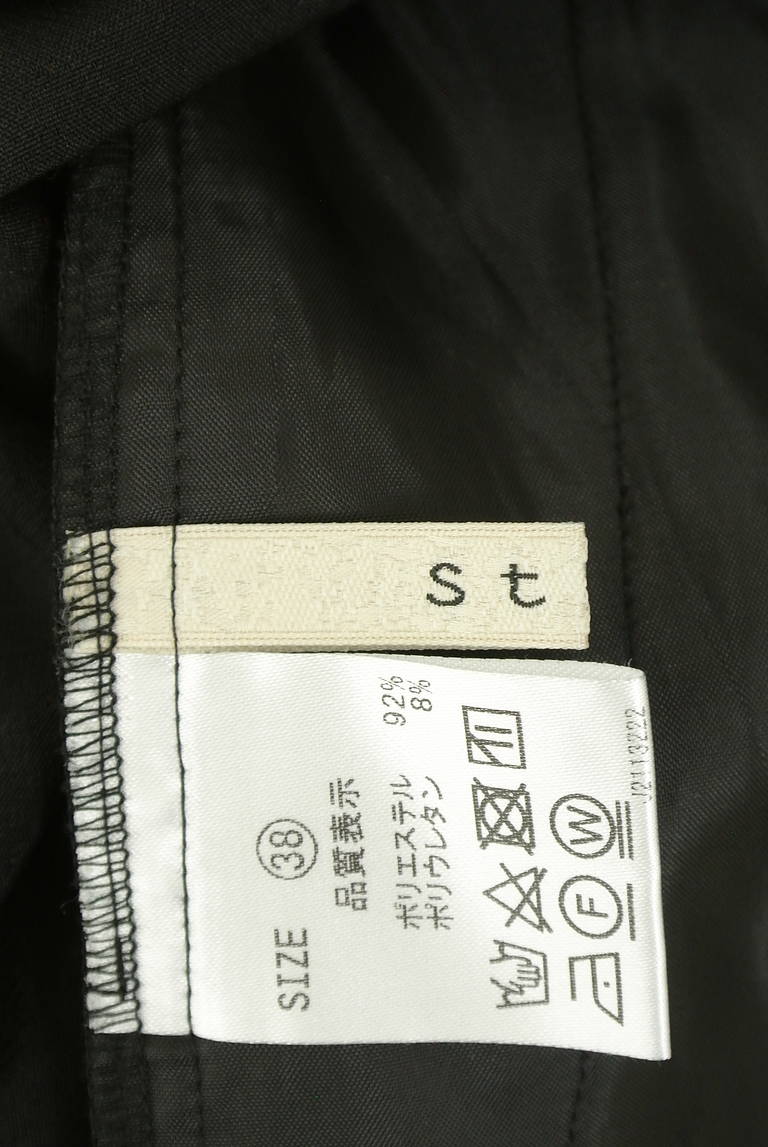 St
SIZE 38
品質表示
ポリエステル 92%
ポリウレタン 8%
W
F
J2113222